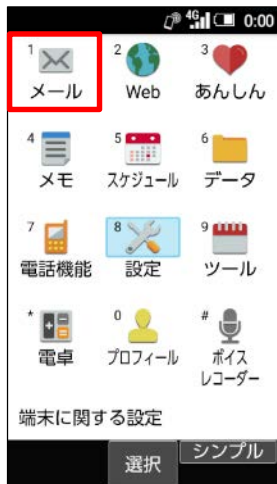 4G 0:00
1 2 3
メール Web あんしん
4 5 6
メモ スケジュール データ
7 8 9
電話機能 設定 ツール
* 0 #
電卓 プロフィール ボイス
レコーダー
端末に関する設定
選択 シンプル